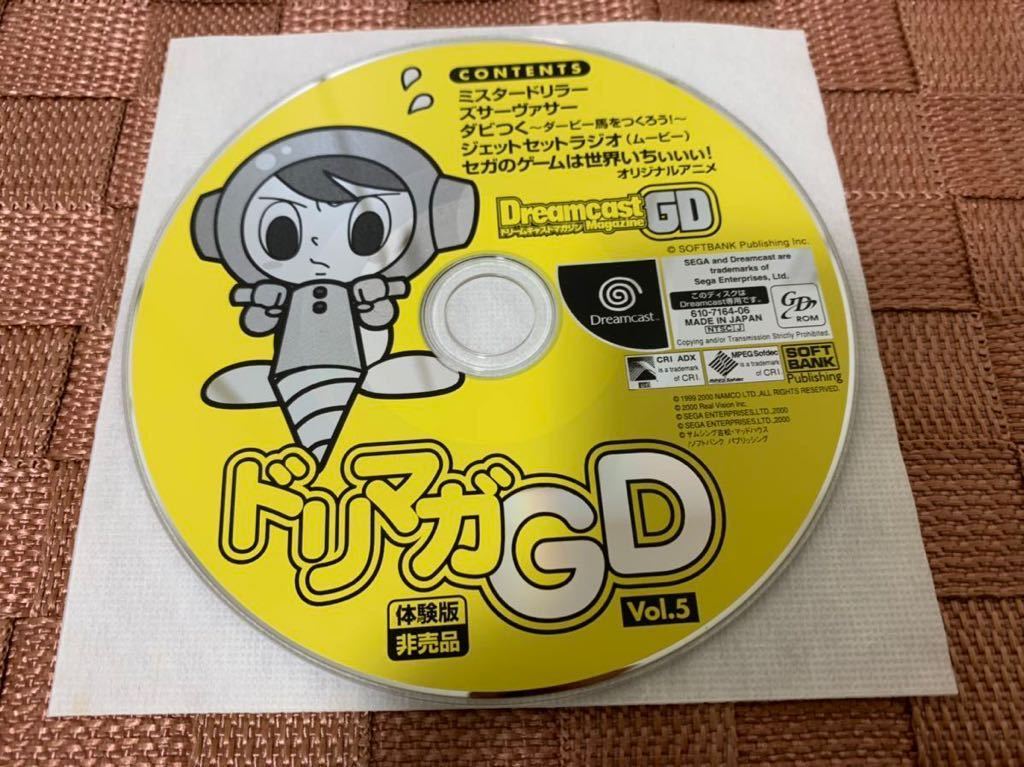 CONTENTS
ミスタードリラー
ズサーヴァサー
ダビつく〜ダービー馬をつくろう!〜
ジェットセットラジオ(ムービー)
セガのゲームは世界いちぃぃぃ!
オリジナルアニメ
Dreamcast GD
ドリームキャストマガジン Magazine
© SOFTBANK Publishing Inc.
SEGA and Dreamcast are
trademarks of
Sega Enterprises, Ltd.
Dreamcast™
このディスクは
Dreamcast専用です。
610-7164-06
MADE IN JAPAN
NTSC J
GD
ROM
Copying and/or Transmission Strictly Prohibited.
CRI ADX
is a trademark
of CRI.
MPEG Sofdec
is a trademark
of CRI.
MPEG Sofdec
SOFT
BANK
Publishing
© 1999 2000 NAMCO LTD.,ALL RIGHTS RESERVED.
© 2000 Real Vision Inc.
© SEGA ENTERPRISES,LTD.,2000
© SEGA ENTERPRISES,LTD.,2000
© サムシング吉松・マッドハウス
/ソフトバンク パブリッシング
ドリマガGD
体験版
非売品
Vol.5